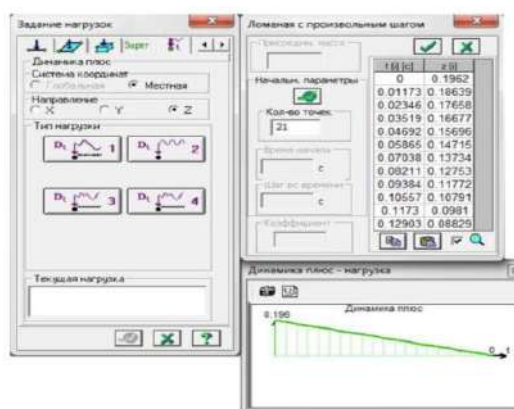 Задание нагрузок
Super
Динамика плюс
Система координат
Глобальная Местная
Направление
X Y Z
Тип нагрузки
D 1
D 2
D 3
D 4
Текущая нагрузка
Ломаная с произвольным шагом
Присоедин. масса
Начальн. параметры
Кол-во точек
21
Время начала
с
Шаг во времени
с
Коэффициент
t [i] [c] z [i]
0 0.1962
0.01173 0.18639
0.02346 0.17658
0.03519 0.16677
0.04692 0.15696
0.05865 0.14715
0.07038 0.13734
0.08211 0.12753
0.09384 0.11772
0.10557 0.10791
0.1173 0.0981
0.12903 0.08829
Динамика плюс - нагрузка
Динамика плюс
0.196
0 t